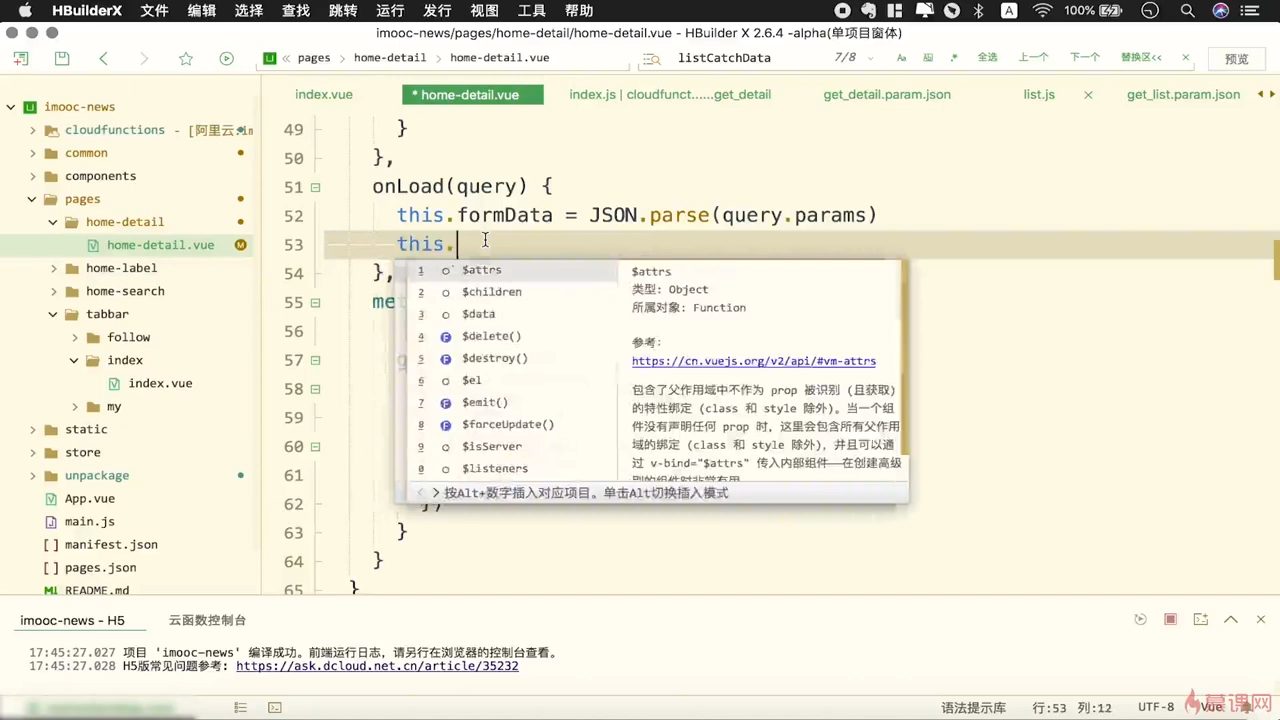 HBuilderX 文件 编辑 选择 查找 跳转 运行 发行 视图 工具 帮助 A 100%
imooc-news/pages/home-detail/home-detail.vue - HBuilder X 2.6.4 -alpha(单项目窗体)
pages home-detail home-detail.vue listCatchData 7/8 Aa 全选 上一个 下一个 替换区<< 预览
index.vue * home-detail.vue index.js | cloudfunct......get_detail get_detail.param.json list.js get_list.param.json
imooc-news
cloudfunctions - [阿里云:im
common
components
pages
home-detail
home-detail.vue M
home-label
home-search
tabbar
follow
index
index.vue
my
static
store
unpackage
App.vue
main.js
manifest.json
pages.json
README.md
49 }
50 },
51 onLoad(query) {
52 this.formData = JSON.parse(query.params)
53 this.
54 },
55 me
56
57
58
59
60
61
62 })
63 }
64 }
65 }
1 $attrs
2 $children
3 $data
4 $delete()
5 $destroy()
6 $el
7 $emit()
8 $forceUpdate()
9 $isServer
0 $listeners
$attrs
类型: Object
所属对象: Function
参考:
https://cn.vuejs.org/v2/api/#vm-attrs
包含了父作用域中不作为 prop 被识别 (且获取)
的特性绑定 (class 和 style 除外)。当一个组
件没有声明任何 prop 时，这里会包含所有父作用
域的绑定 (class 和 style 除外)，并且可以通
过 v-bind="$attrs" 传入内部组件——在创建高级
别的组件时非常有用
按Alt+数字插入对应项目。单击Alt切换插入模式
imooc-news - H5 云函数控制台
17:45:27.027 项目 'imooc-news' 编译成功。前端运行日志，请另行在浏览器的控制台查看。
17:45:27.028 H5版常见问题参考: https://ask.dcloud.net.cn/article/35232
语法提示库 行:53 列:12 UTF-8 Vue
慕课网